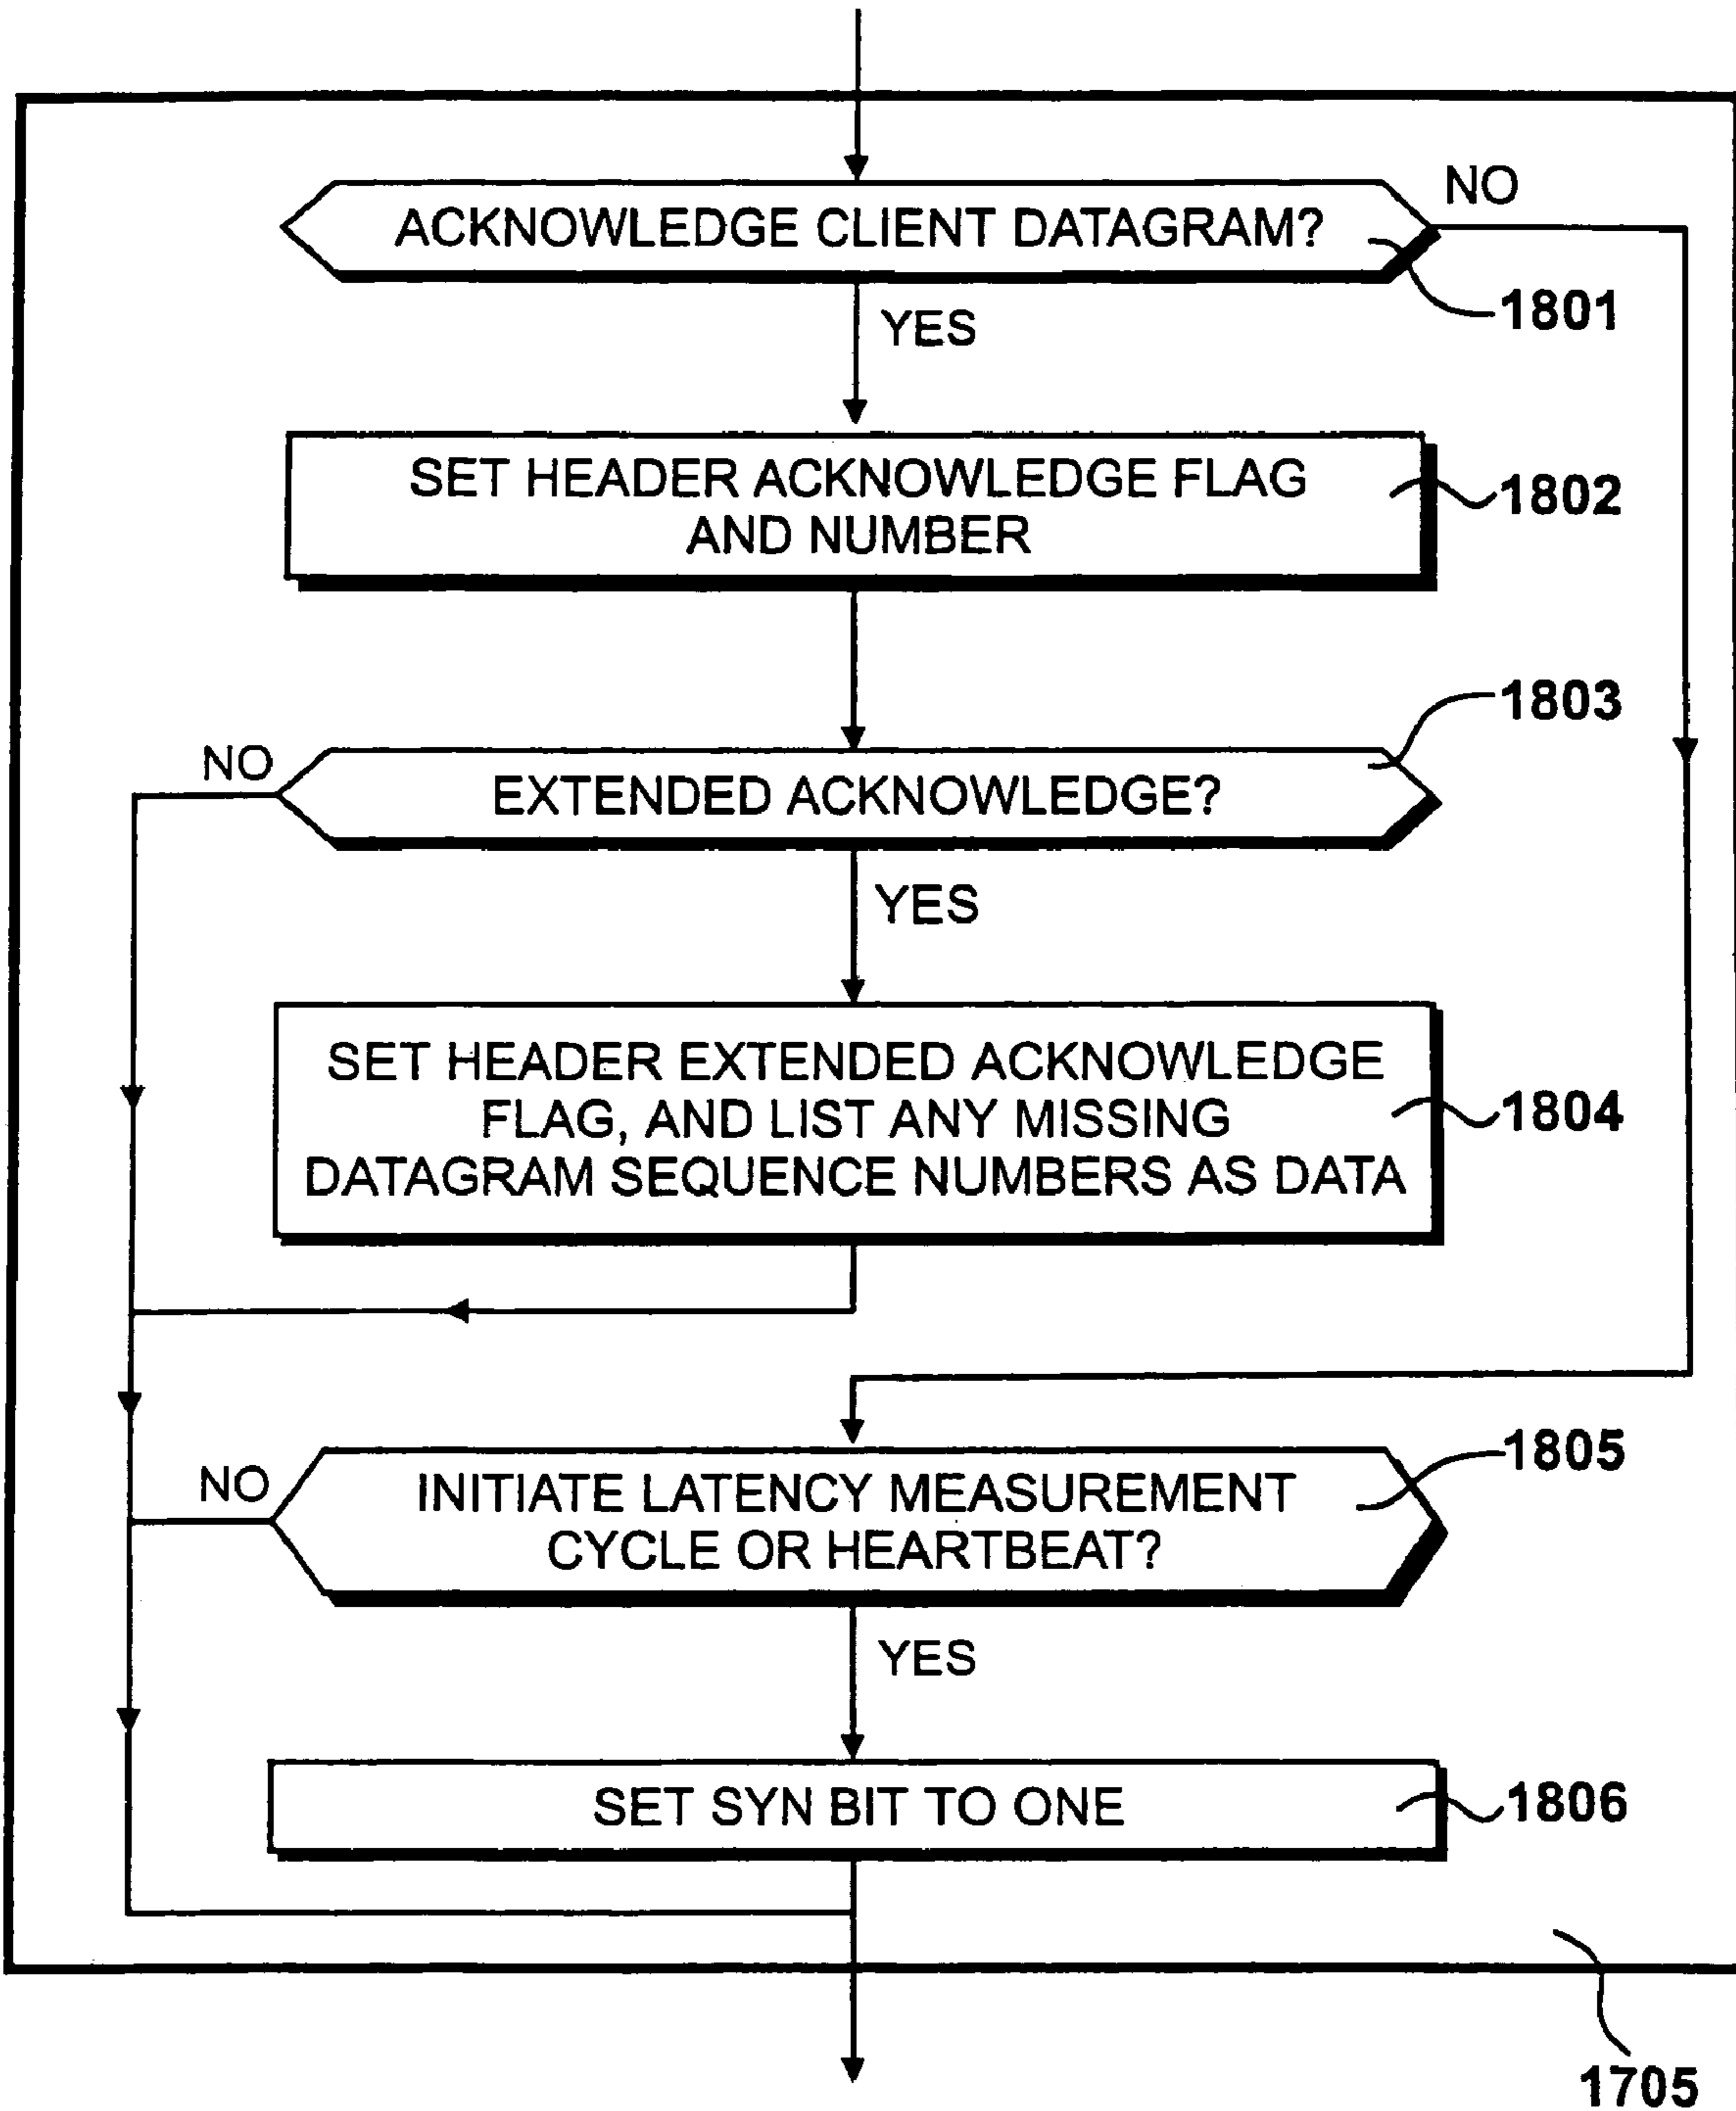 ACKNOWLEDGE CLIENT DATAGRAM?
NO
1801
YES
SET HEADER ACKNOWLEDGE FLAG
AND NUMBER
1802
1803
NO
EXTENDED ACKNOWLEDGE?
YES
SET HEADER EXTENDED ACKNOWLEDGE
FLAG, AND LIST ANY MISSING
DATAGRAM SEQUENCE NUMBERS AS DATA
1804
1805
NO
INITIATE LATENCY MEASUREMENT
CYCLE OR HEARTBEAT?
YES
SET SYN BIT TO ONE
1806
1705